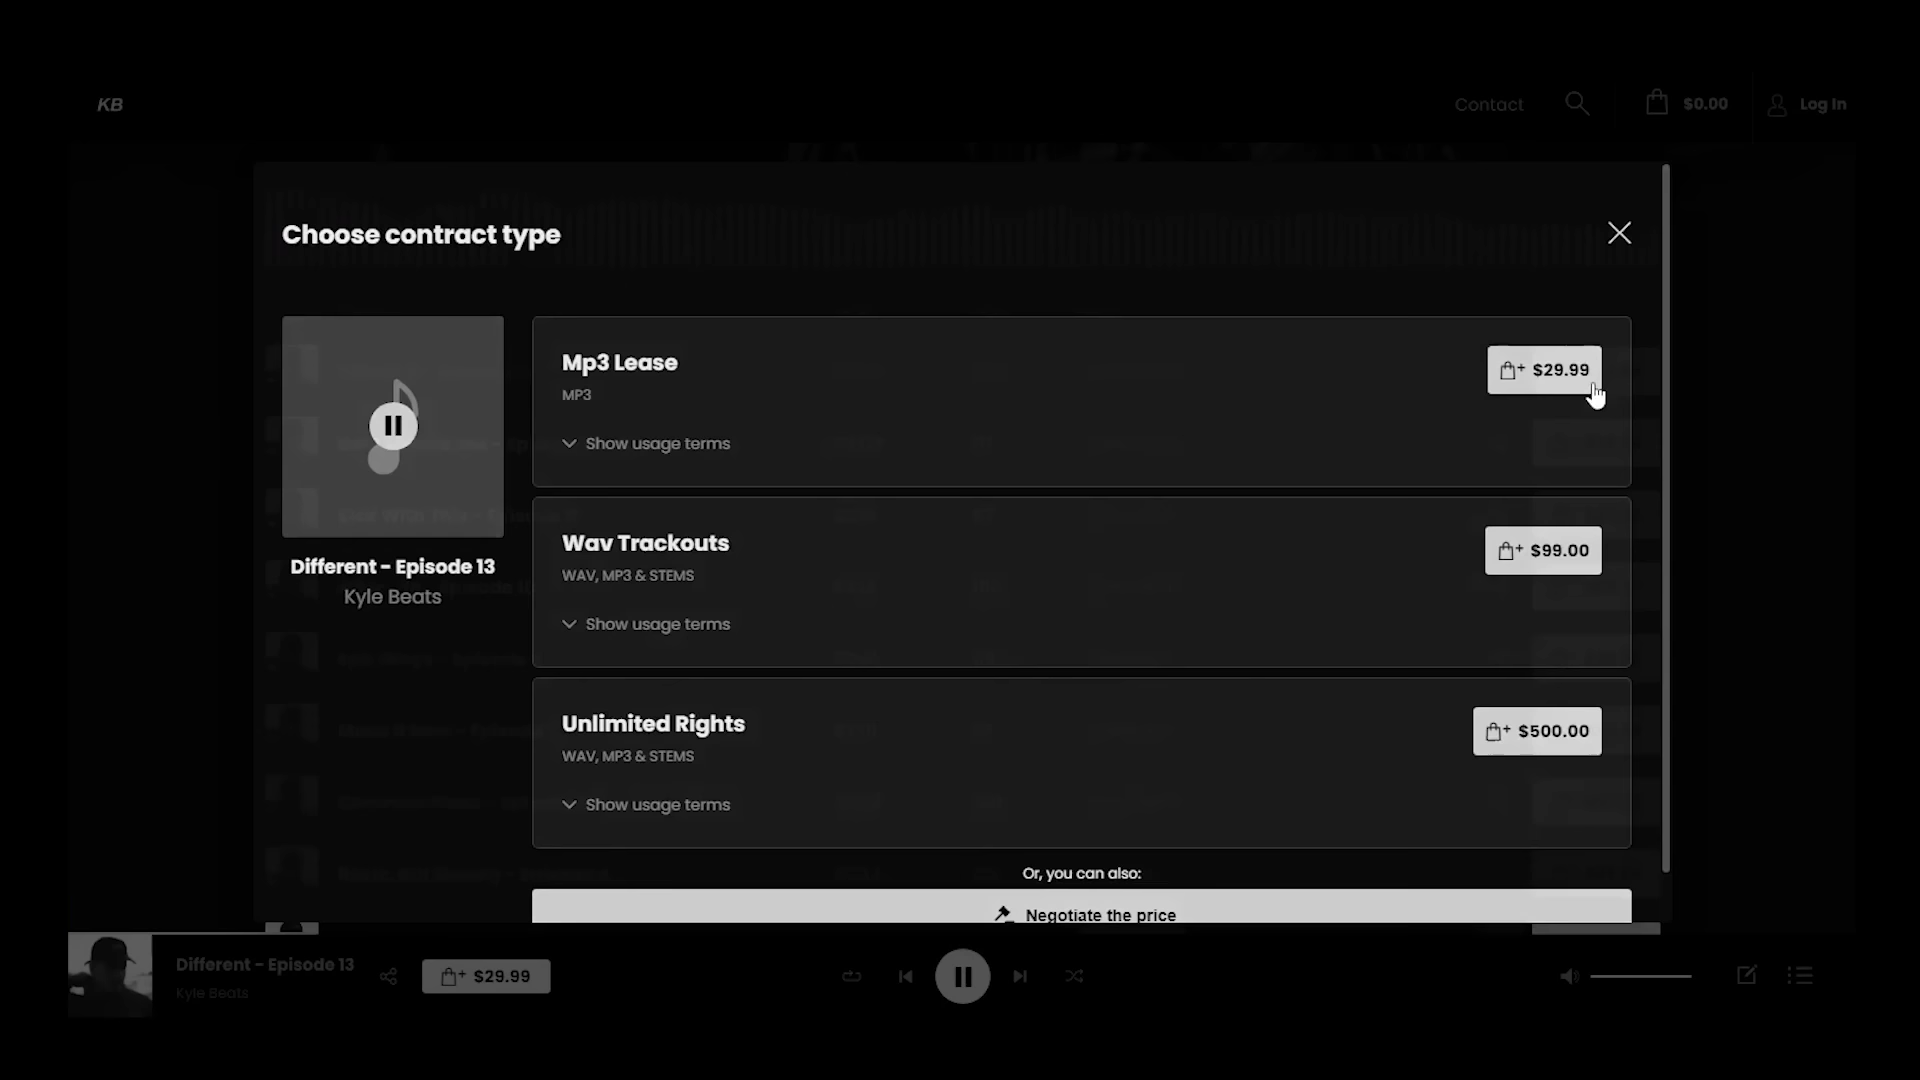 KB
Contact
$0.00
Log In
Choose contract type
Mp3 Lease
MP3
Show usage terms
$29.99
Different - Episode 13
Kyle Beats
Wav Trackouts
WAV, MP3 & STEMS
Show usage terms
$99.00
Unlimited Rights
WAV, MP3 & STEMS
Show usage terms
$500.00
Or, you can also:
Negotiate the price
Different - Episode 13
Kyle Beats
$29.99